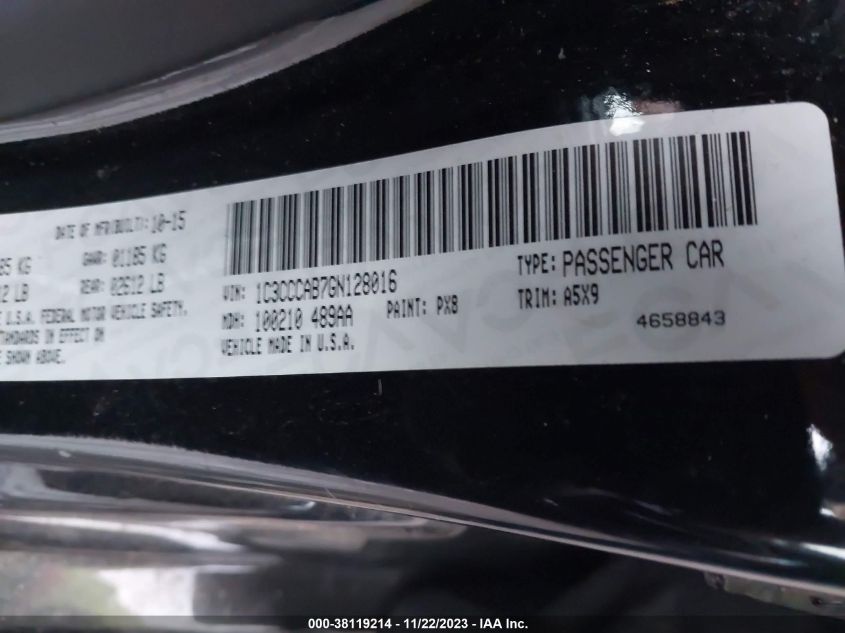 DATE OF MFR/BUILT: 10-15
85 KG GAWR: 01185 KG
12 LB REAR: 02612 LB
E U.S.A. FEDERAL MOTOR VEHICLE SAFETY.
STANDARDS IN EFFECT ON
E SHOWN ABOVE.
VIN: 1C3CCCAB7GN128016 TYPE: PASSENGER CAR
MDH: 100210 489AA PAINT: PX8 TRIM: A5X9
VEHICLE MADE IN U.S.A. 4658843
000-38119214 - 11/22/2023 - IAA Inc.